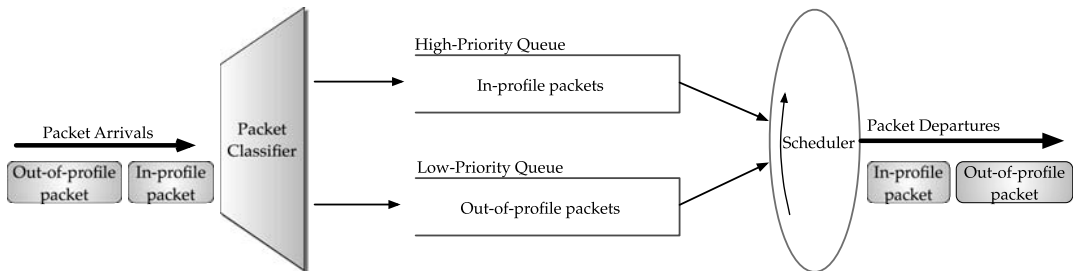 Packet Arrivals
Out-of-profile
packet
In-profile
packet
Packet
Classifier
High-Priority Queue
In-profile packets
Low-Priority Queue
Out-of-profile packets
Scheduler
Packet Departures
In-profile
packet
Out-of-profile
packet